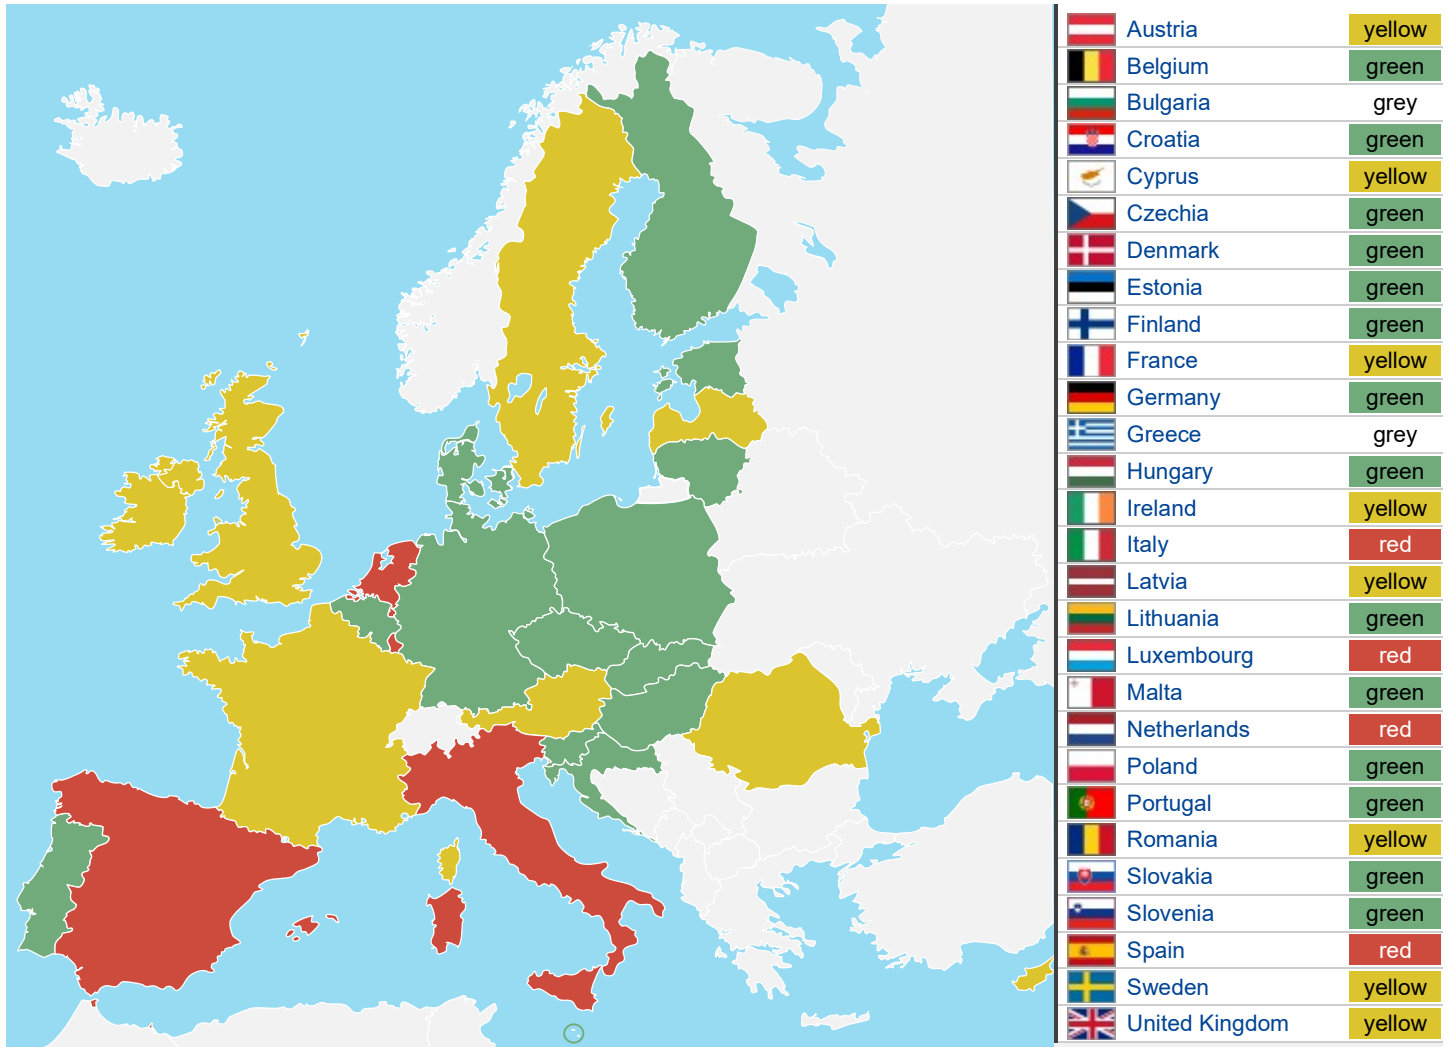 Austria yellow
Belgium green
Bulgaria grey
Croatia green
Cyprus yellow
Czechia green
Denmark green
Estonia green
Finland green
France yellow
Germany green
Greece grey
Hungary green
Ireland yellow
Italy red
Latvia yellow
Lithuania green
Luxembourg red
Malta green
Netherlands red
Poland green
Portugal green
Romania yellow
Slovakia green
Slovenia green
Spain red
Sweden yellow
United Kingdom yellow